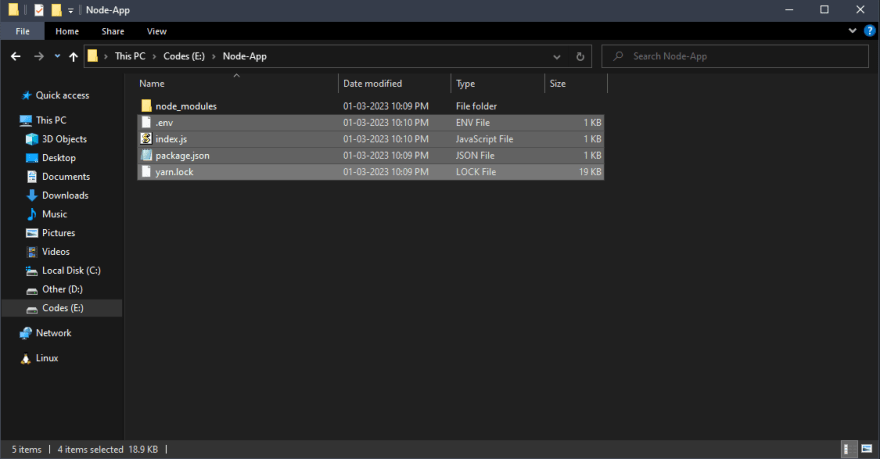 Node-App
File Home Share View
This PC Codes (E:) Node-App Search Node-App
Name Date modified Type Size
Quick access
This PC
3D Objects
Desktop
Documents
Downloads
Music
Pictures
Videos
Local Disk (C:)
Other (D:)
Codes (E:)
Network
Linux
node_modules 01-03-2023 10:09 PM File folder
.env 01-03-2023 10:10 PM ENV File 1 KB
index.js 01-03-2023 10:10 PM JavaScript File 1 KB
package.json 01-03-2023 10:09 PM JSON File 1 KB
yarn.lock 01-03-2023 10:09 PM LOCK File 19 KB
5 items 4 items selected 18.9 KB